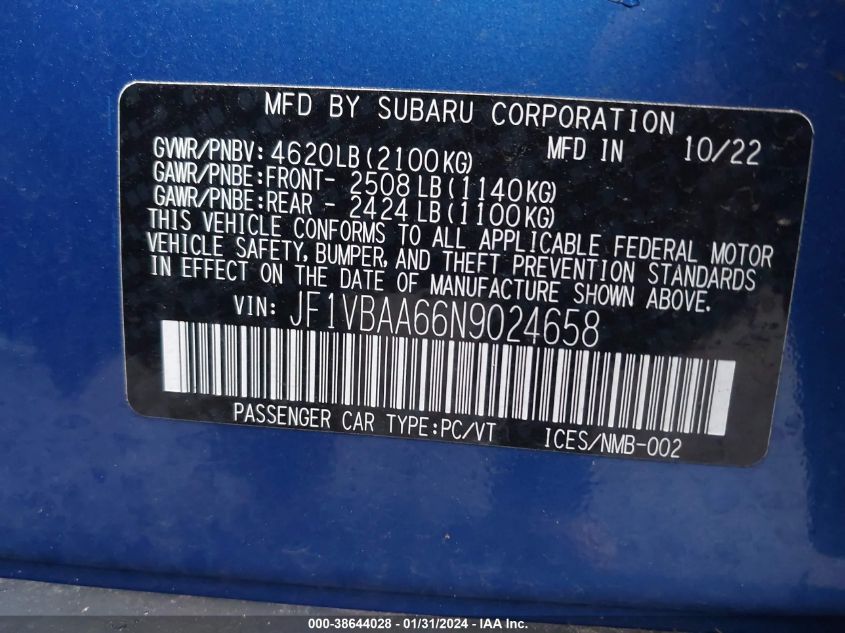 MFD BY SUBARU CORPORATION
GVWR/PNBV: 4620LB(2100KG) MFD IN 10/22
GAWR/PNBE:FRONT- 2508 LB(1140KG)
GAWR/PNBE:REAR - 2424 LB(1100KG)
THIS VEHICLE CONFORMS TO ALL APPLICABLE FEDERAL MOTOR
VEHICLE SAFETY, BUMPER, AND THEFT PREVENTION STANDARDS
IN EFFECT ON THE DATE OF MANUFACTURE SHOWN ABOVE.
VIN: JF1VBAA66N9024658
PASSENGER CAR TYPE:PC/VT ICES/NMB-002
000-38644028 - 01/31/2024 - IAA Inc.